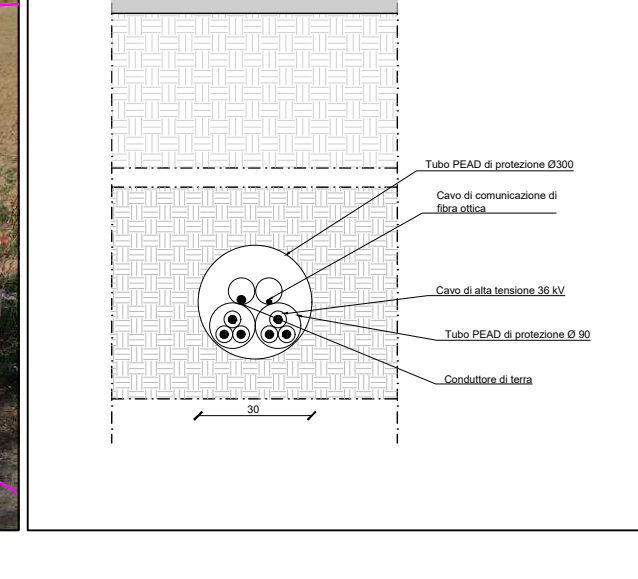 Tubo PEAD di protezione Ø300
Cavo di comunicazione di
fibra ottica
Cavo di alta tensione 36 kV
Tubo PEAD di protezione Ø 90
Conduttore di terra
30